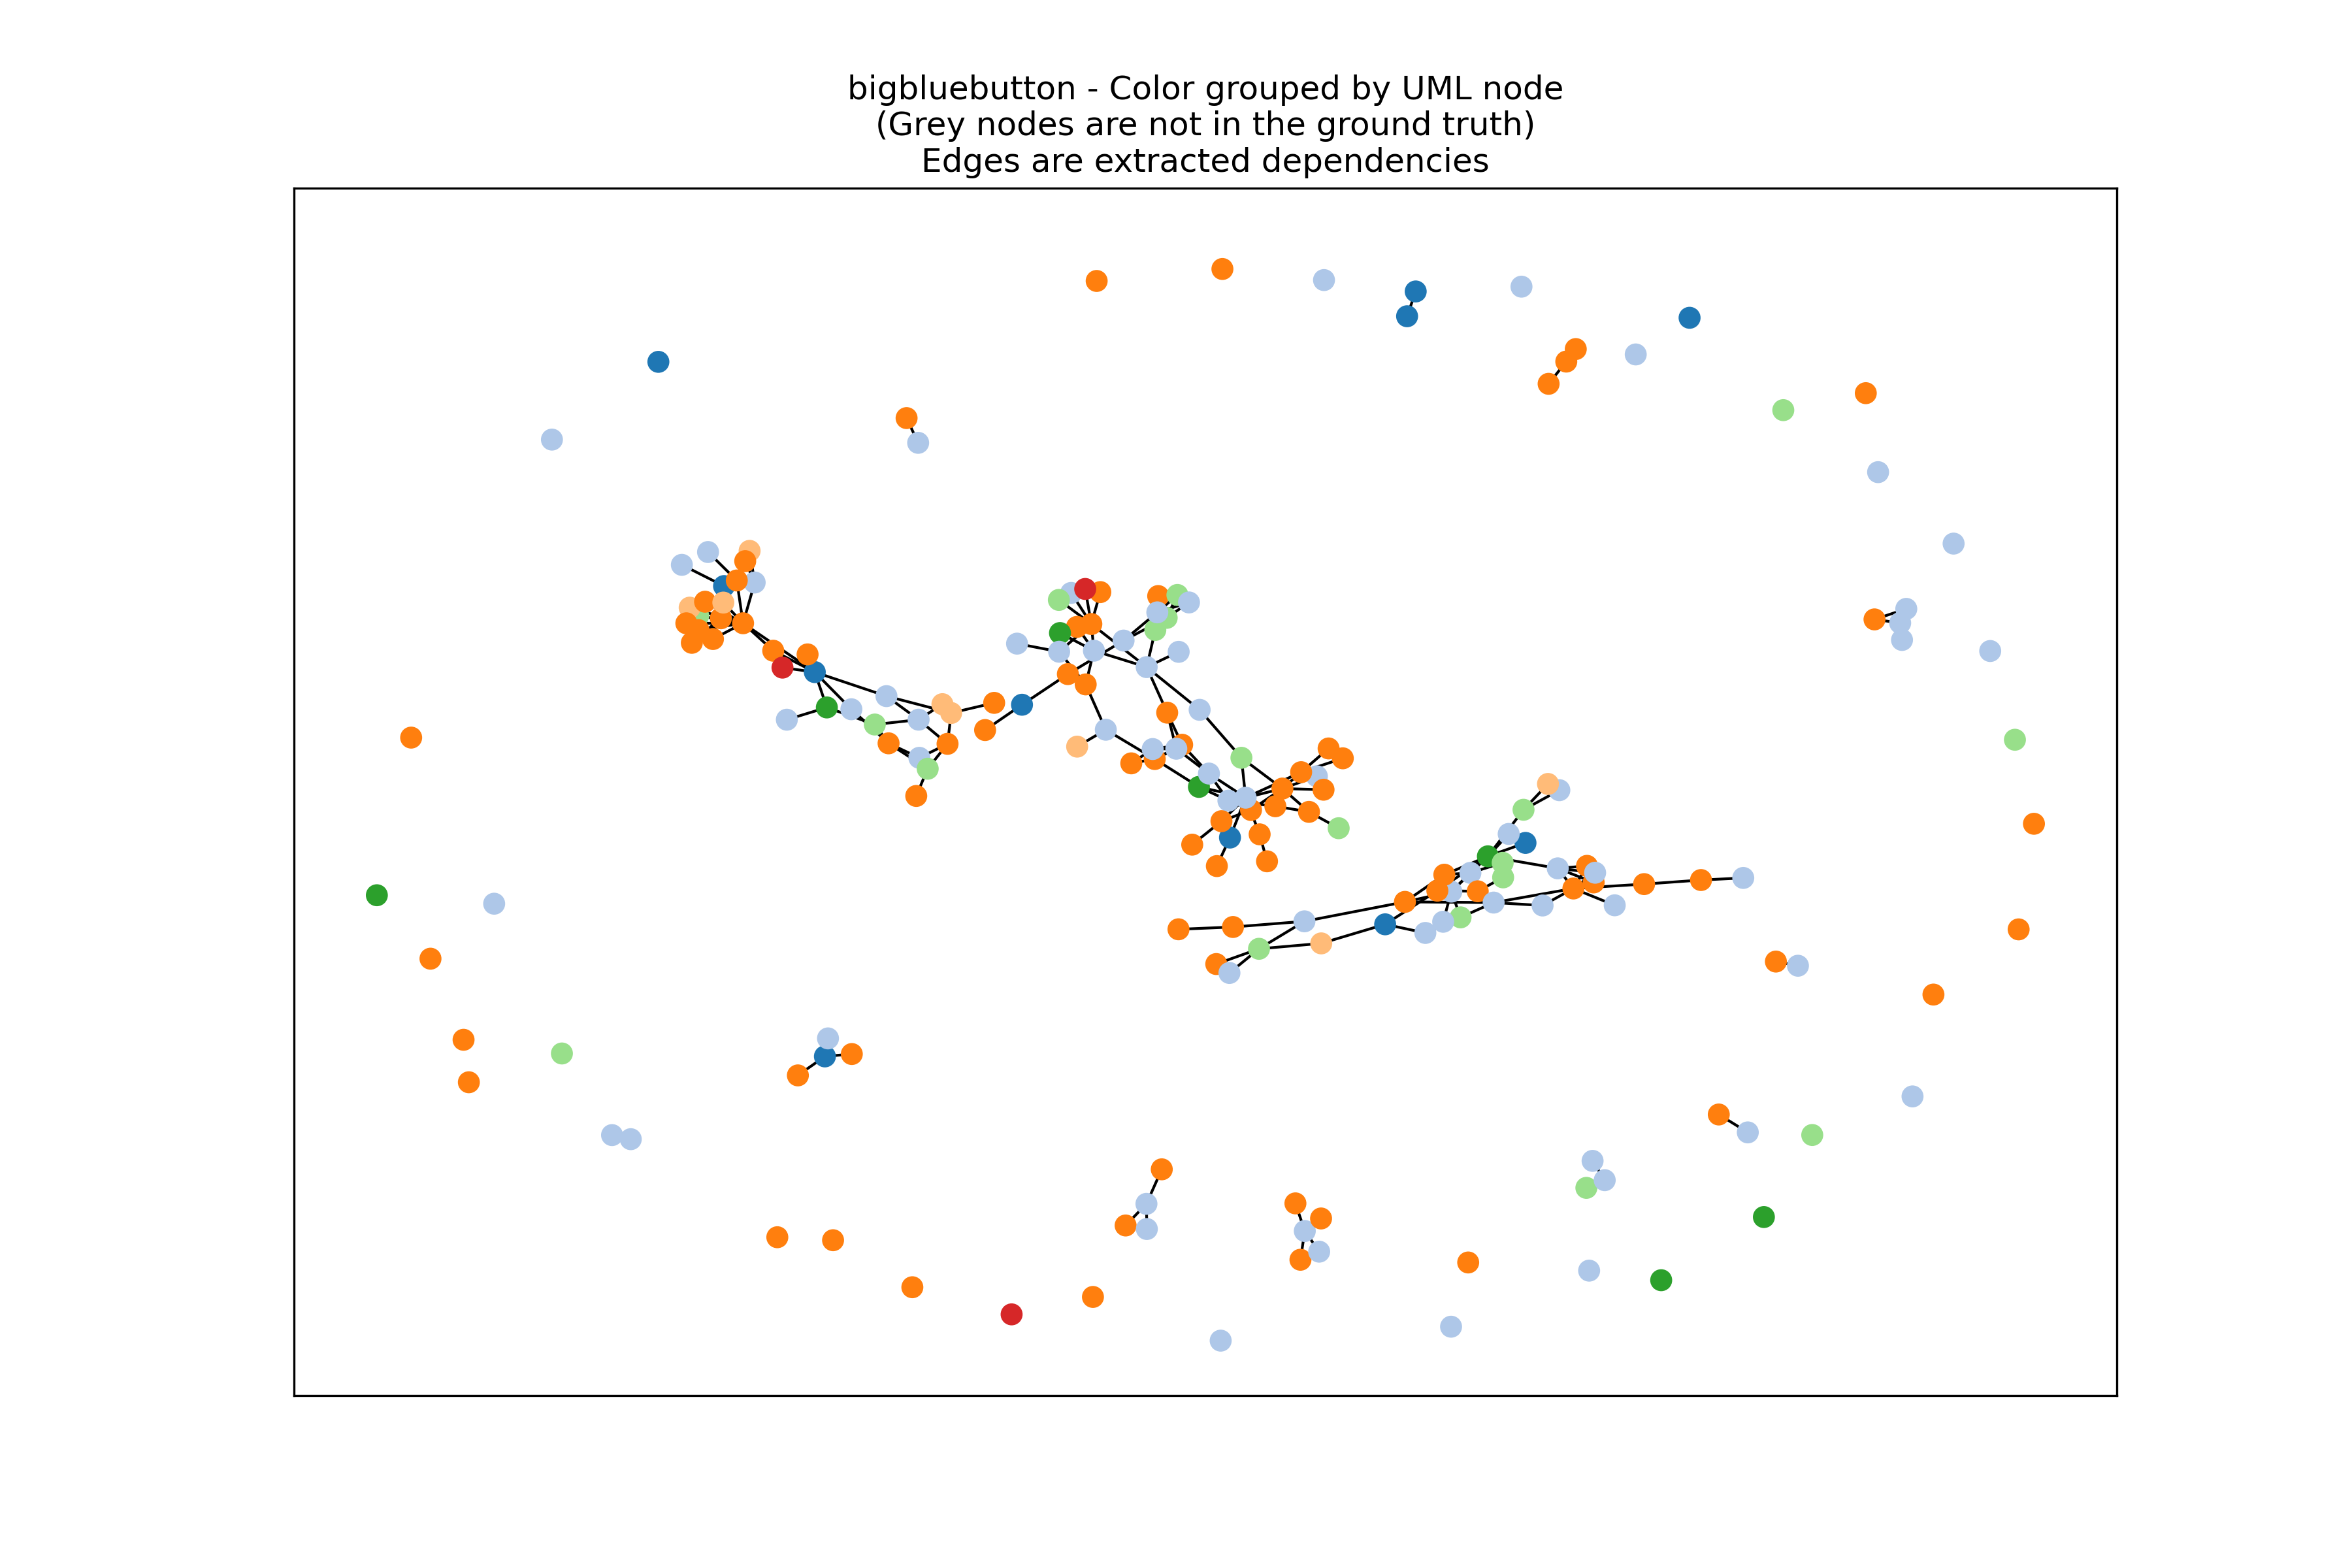 bigbluebutton - Color grouped by UML node
(Grey nodes are not in the ground truth)
Edges are extracted dependencies